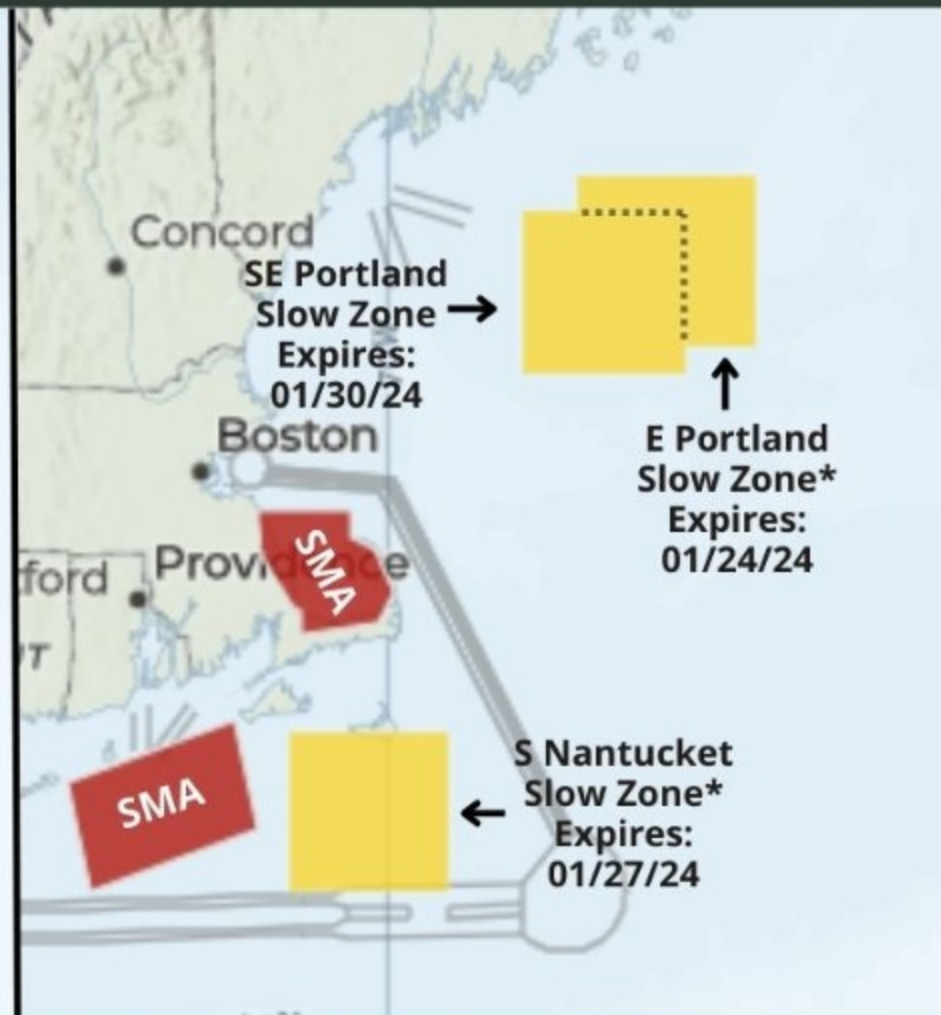 Concord
SE Portland
Slow Zone
Expires:
01/30/24
Boston
E Portland
Slow Zone*
Expires:
01/24/24
Providence
SMA
ford
T
S Nantucket
Slow Zone*
Expires:
01/27/24
SMA